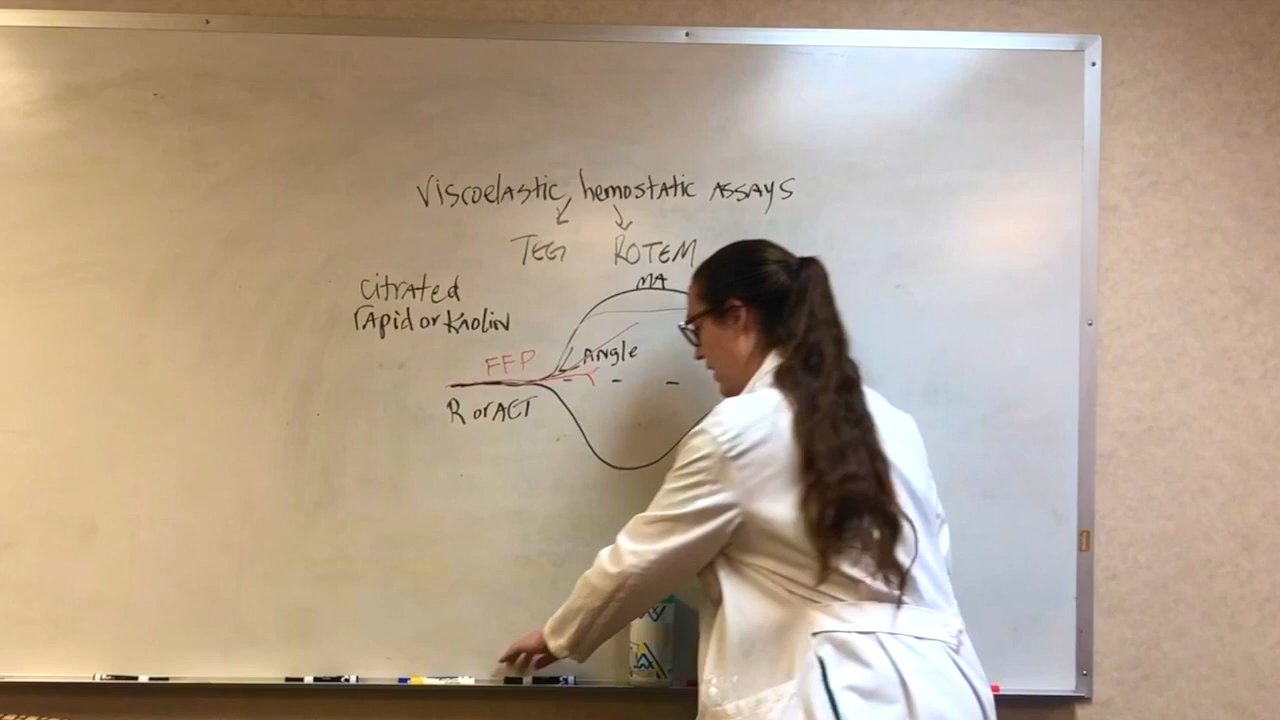 Viscoelastic hemostatic ASSAYS
TEG ROTEM
MA
citrated
rapid or kaolin
Angle
FFP
R or ACT